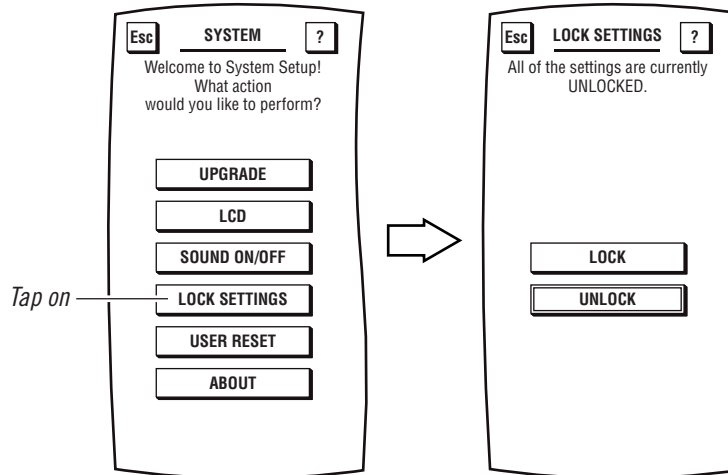 Esc SYSTEM ?
Welcome to System Setup!
What action
would you like to perform?
UPGRADE
LCD
SOUND ON/OFF
Tap on
LOCK SETTINGS
USER RESET
ABOUT
Esc LOCK SETTINGS ?
All of the settings are currently
UNLOCKED.
LOCK
UNLOCK